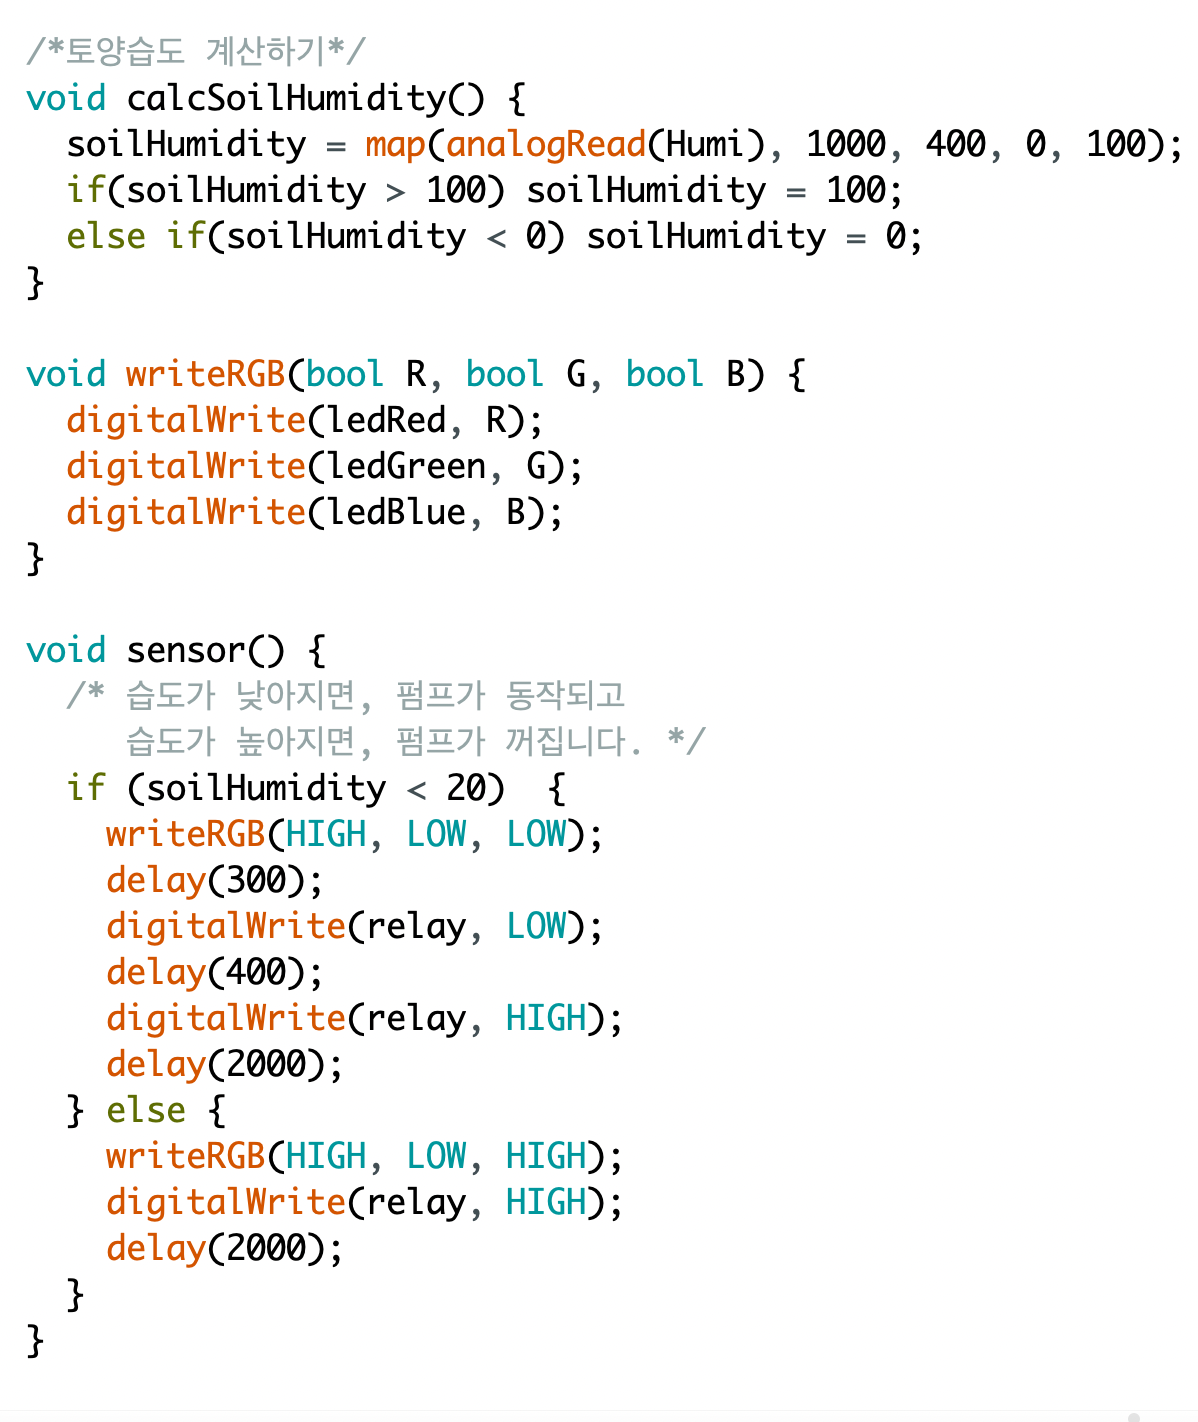 /*토양습도 계산하기*/
void calcSoilHumidity() {
  soilHumidity = map(analogRead(Humi), 1000, 400, 0, 100);
  if(soilHumidity > 100) soilHumidity = 100;
  else if(soilHumidity < 0) soilHumidity = 0;
}

void writeRGB(bool R, bool G, bool B) {
  digitalWrite(ledRed, R);
  digitalWrite(ledGreen, G);
  digitalWrite(ledBlue, B);
}

void sensor() {
  /* 습도가 낮아지면, 펌프가 동작되고
     습도가 높아지면, 펌프가 꺼집니다. */
  if (soilHumidity < 20)  {
    writeRGB(HIGH, LOW, LOW);
    delay(300);
    digitalWrite(relay, LOW);
    delay(400);
    digitalWrite(relay, HIGH);
    delay(2000);
  } else {
    writeRGB(HIGH, LOW, HIGH);
    digitalWrite(relay, HIGH);
    delay(2000);
  }
}